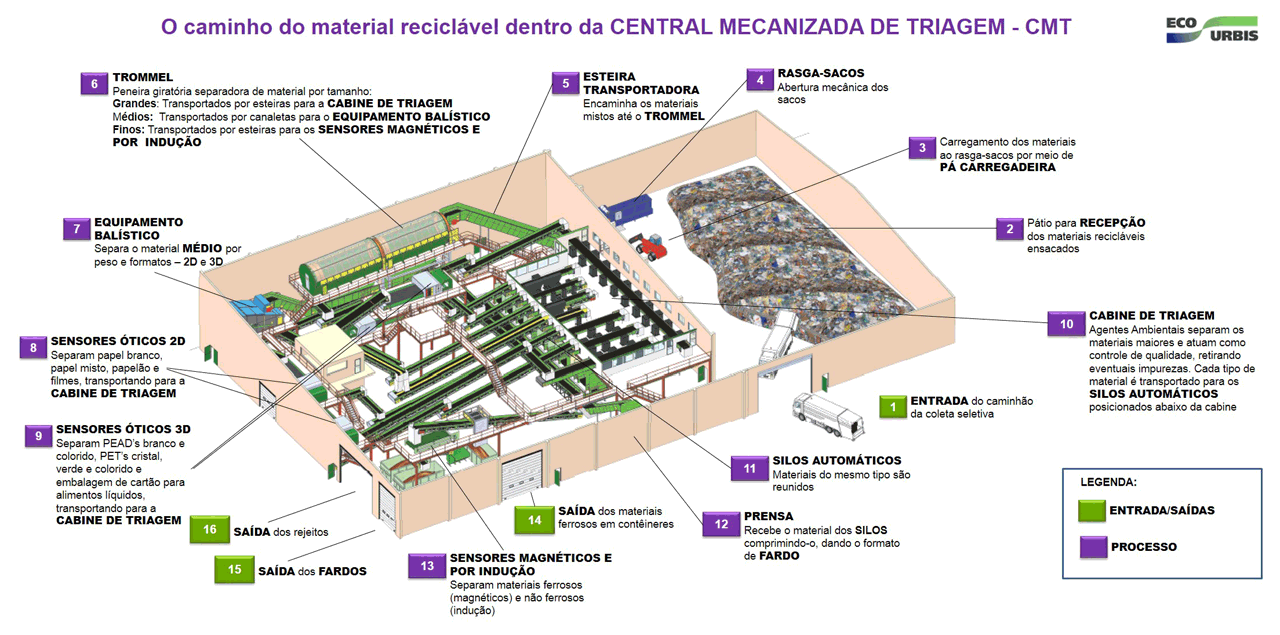 O caminho do material reciclável dentro da CENTRAL MECANIZADA DE TRIAGEM - CMT
ECO
URBIS
6
TROMMEL
Peneira giratória separadora de material por tamanho:
Grandes: Transportados por esteiras para a CABINE DE TRIAGEM
Médios: Transportados por canaletas para o EQUIPAMENTO BALÍSTICO
Finos: Transportados por esteiras para os SENSORES MAGNÉTICOS E
POR INDUÇÃO
5
ESTEIRA
TRANSPORTADORA
Encaminha os materiais
mistos até o TROMMEL
4
RASGA-SACOS
Abertura mecânica dos
sacos
3
Carregamento dos materiais
ao rasga-sacos por meio de
PÁ CARREGADEIRA
7
EQUIPAMENTO
BALÍSTICO
Separa o material MÉDIO por
peso e formatos – 2D e 3D
2
Pátio para RECEPÇÃO
dos materiais recicláveis
ensacados
8
SENSORES ÓTICOS 2D
Separam papel branco,
papel misto, papelão e
filmes, transportando para a
CABINE DE TRIAGEM
10
CABINE DE TRIAGEM
Agentes Ambientais separam os
materiais maiores e atuam como
controle de qualidade, retirando
eventuais impurezas. Cada tipo de
material é transportado para os
SILOS AUTOMÁTICOS
posicionados abaixo da cabine
1
ENTRADA do caminhão
da coleta seletiva
9
SENSORES ÓTICOS 3D
Separam PEAD's branco e
colorido, PET's cristal,
verde e colorido e
embalagem de cartão para
alimentos líquidos,
transportando para a
CABINE DE TRIAGEM
11
SILOS AUTOMÁTICOS
Materiais do mesmo tipo são
reunidos
16
SAÍDA dos rejeitos
14
SAÍDA dos materiais
ferrosos em contêineres
12
PRENSA
Recebe o material dos SILOS
comprimindo-o, dando o formato
de FARDO
15
SAÍDA dos FARDOS
13
SENSORES MAGNÉTICOS E
POR INDUÇÃO
Separam materiais ferrosos
(magnéticos) e não ferrosos
(indução)
LEGENDA:
ENTRADA/SAÍDAS
PROCESSO